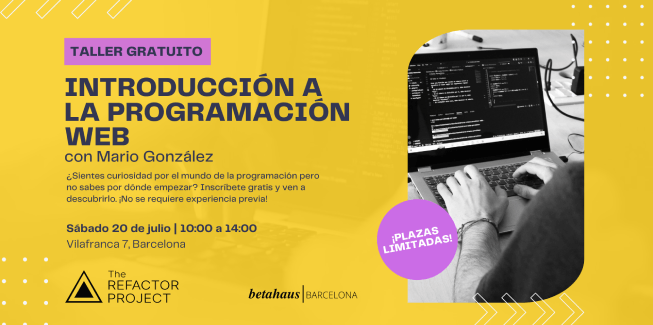 TALLER GRATUITO
INTRODUCCIÓN A
LA PROGRAMACIÓN
WEB
con Mario González
¿Sientes curiosidad por el mundo de la programación pero
no sabes por dónde empezar? Inscríbete gratis y ven a
descubrirlo. ¡No se requiere experiencia previa!
Sábado 20 de julio | 10:00 a 14:00
Vilafranca 7, Barcelona
¡PLAZAS
LIMITADAS!
The
REFACTOR
PROJECT
betahaus|BARCELONA